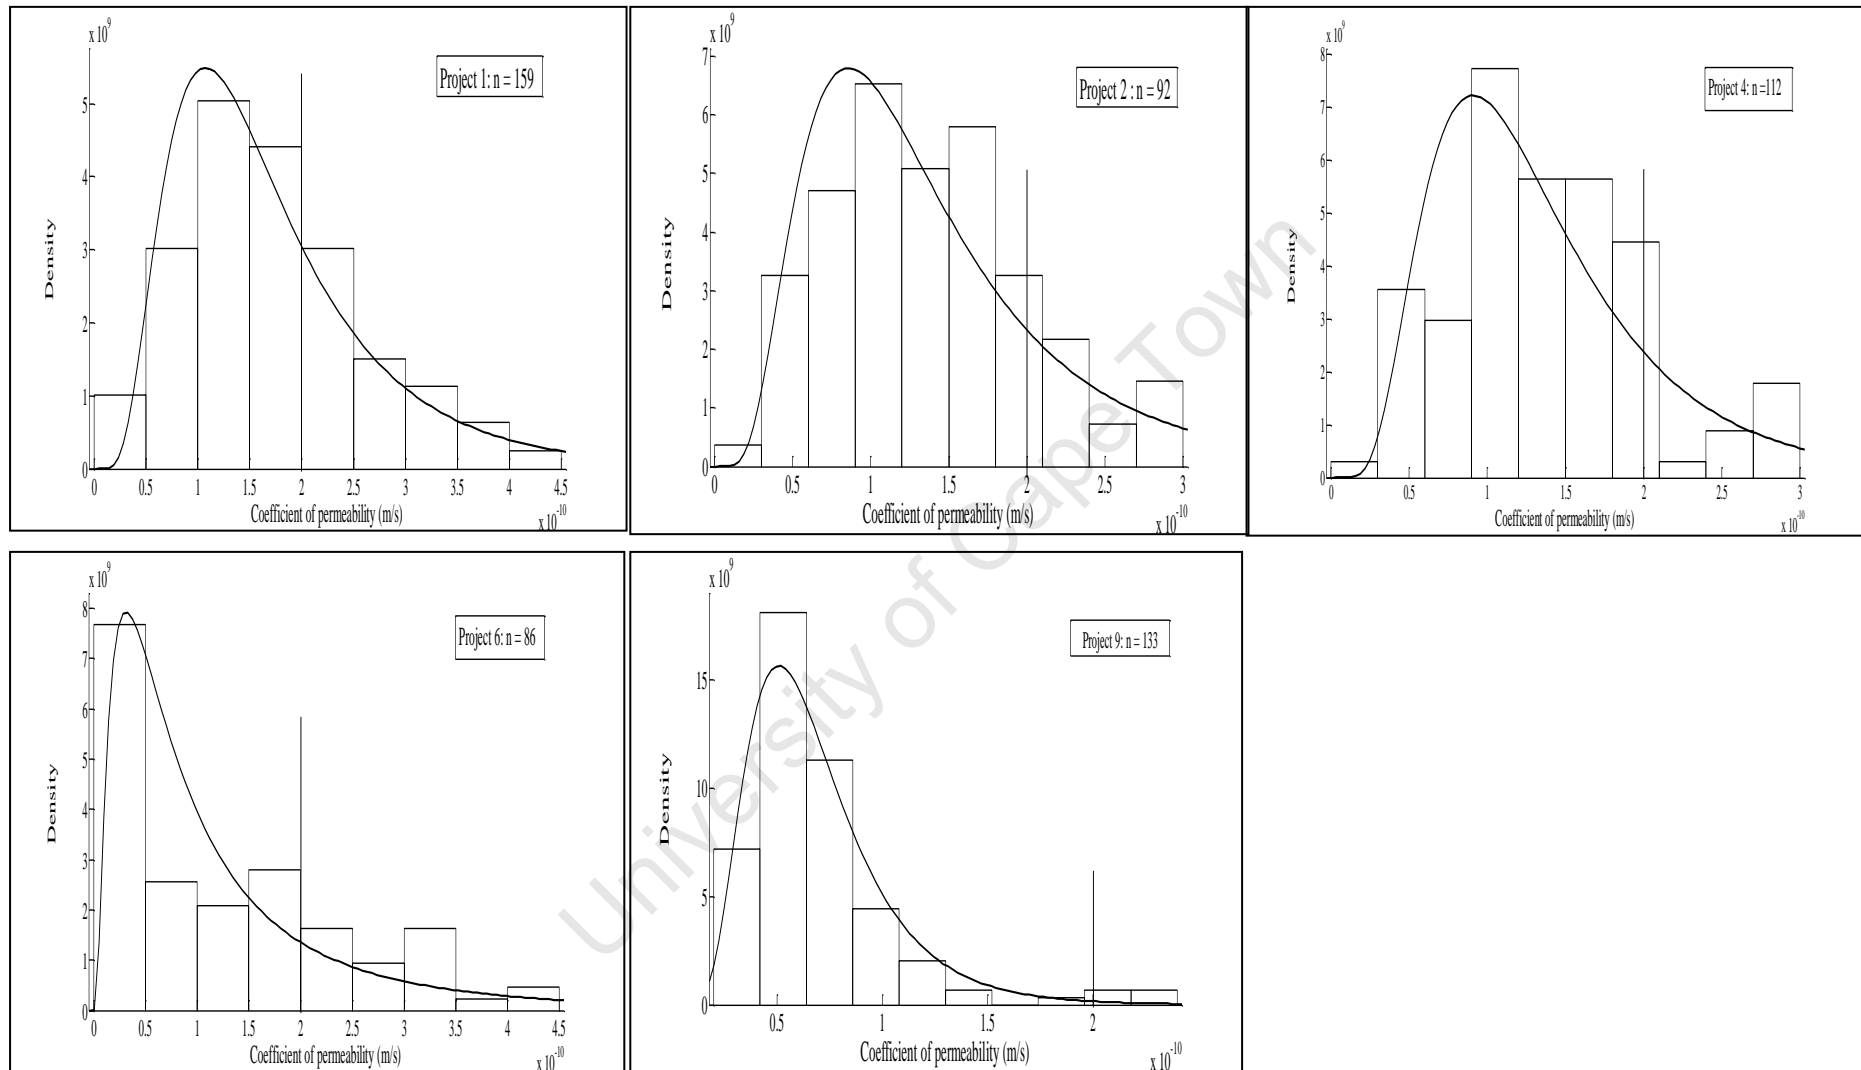 x 10^9
Project 1: n = 159
5
4
3
2
1
0
Density
0 0.5 1 1.5 2 2.5 3 3.5 4 4.5
Coefficient of permeability (m/s)
x 10^-10
x 10^9
Project 2 : n = 92
7
6
5
4
3
2
1
0
Density
0 0.5 1 1.5 2 2.5 3
Coefficient of permeability (m/s)
x 10^-10
x 10^9
Project 4: n =112
8
7
6
5
4
3
2
1
0
Density
0 0.5 1 1.5 2 2.5 3
Coefficient of permeability (m/s)
x 10^-10
x 10^9
Project 6: n = 86
8
7
6
5
4
3
2
1
0
Density
0 0.5 1 1.5 2 2.5 3 3.5 4 4.5
Coefficient of permeability (m/s)
x 10^-10
x 10^9
Project 9: n = 133
15
10
5
0
Density
0.5 1 1.5 2
Coefficient of permeability (m/s)
x 10^-10
University of Cape Town